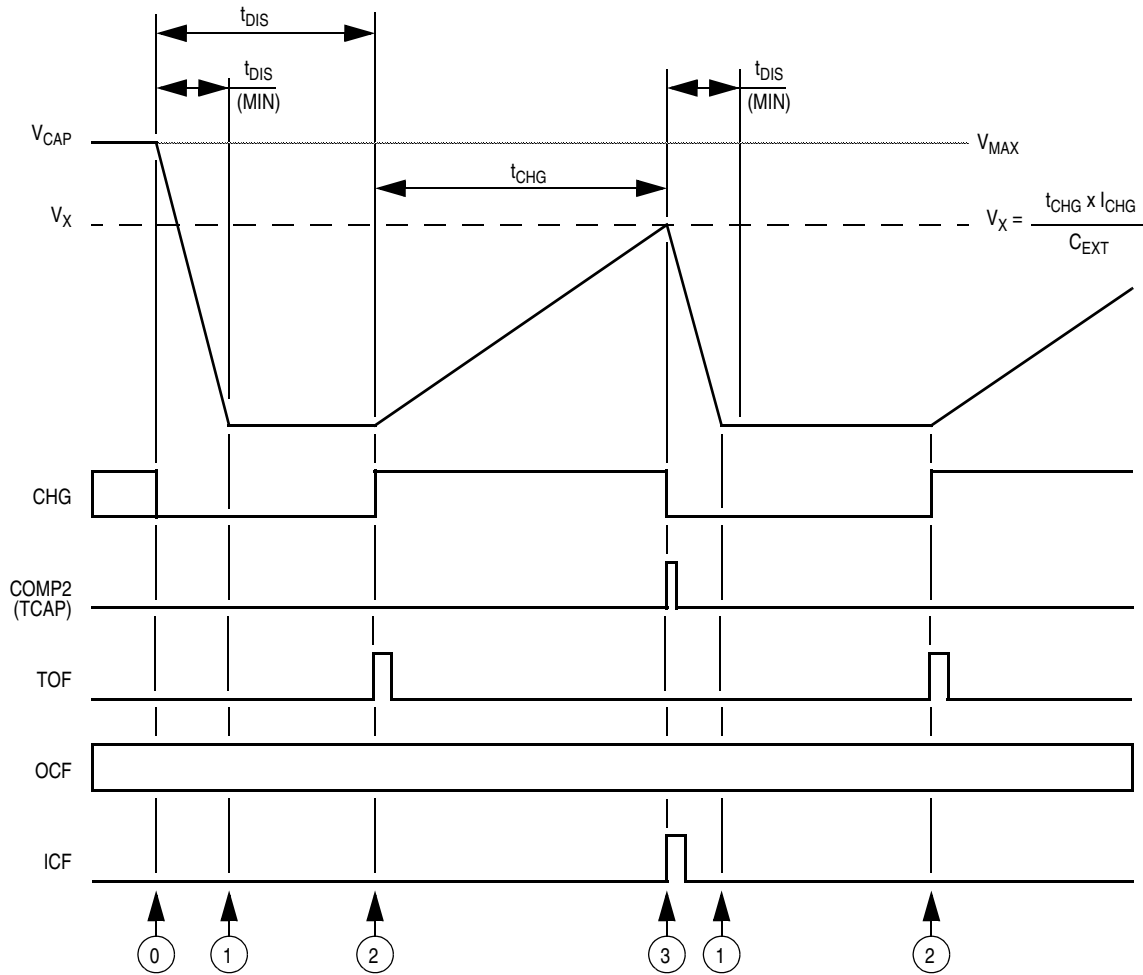 tDIS
tDIS
(MIN)
tDIS
(MIN)
VCAP
VMAX
tCHG
VX
VX = tCHG x ICHG
CEXT
CHG
COMP2
(TCAP)
TOF
OCF
ICF
0 1 2 3 1 2